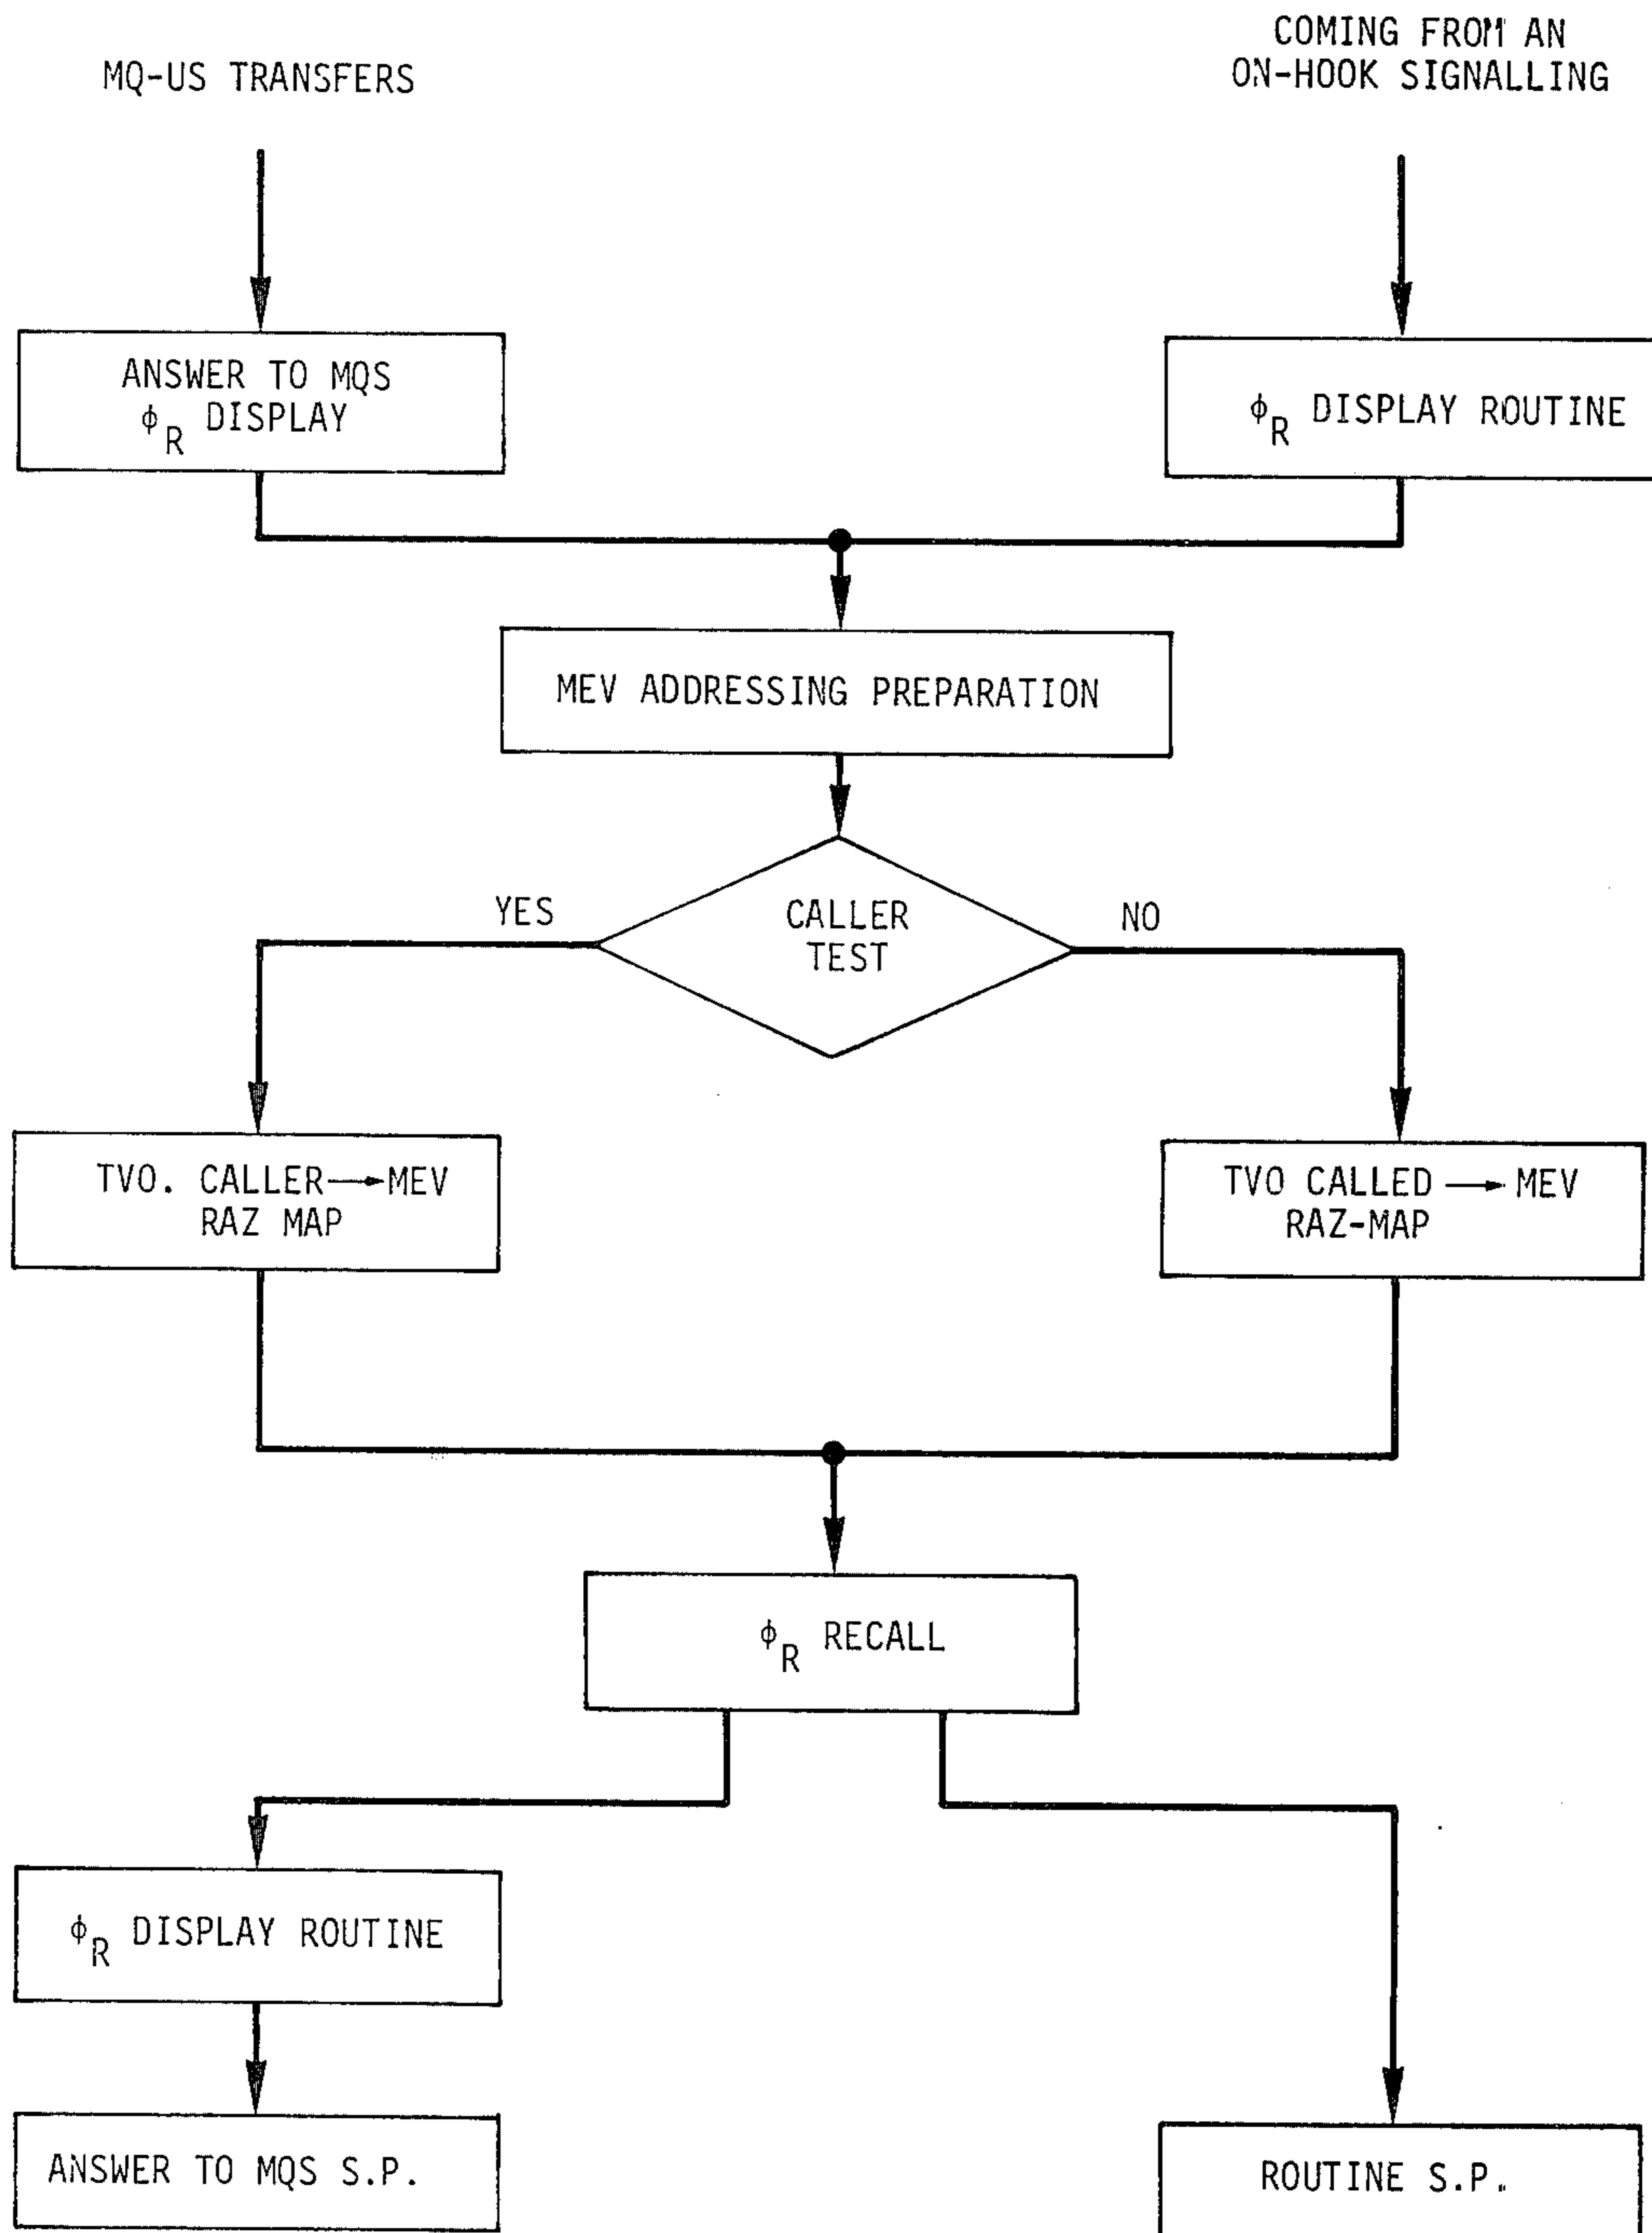 MQ-US TRANSFERS
COMING FROM AN
ON-HOOK SIGNALLING
ANSWER TO MQS
ϕR DISPLAY
ϕR DISPLAY ROUTINE
MEV ADDRESSING PREPARATION
YES
CALLER
TEST
NO
TVO. CALLER → MEV
RAZ MAP
TVO CALLED → MEV
RAZ-MAP
ϕR RECALL
ϕR DISPLAY ROUTINE
ANSWER TO MQS S.P.
ROUTINE S.P.